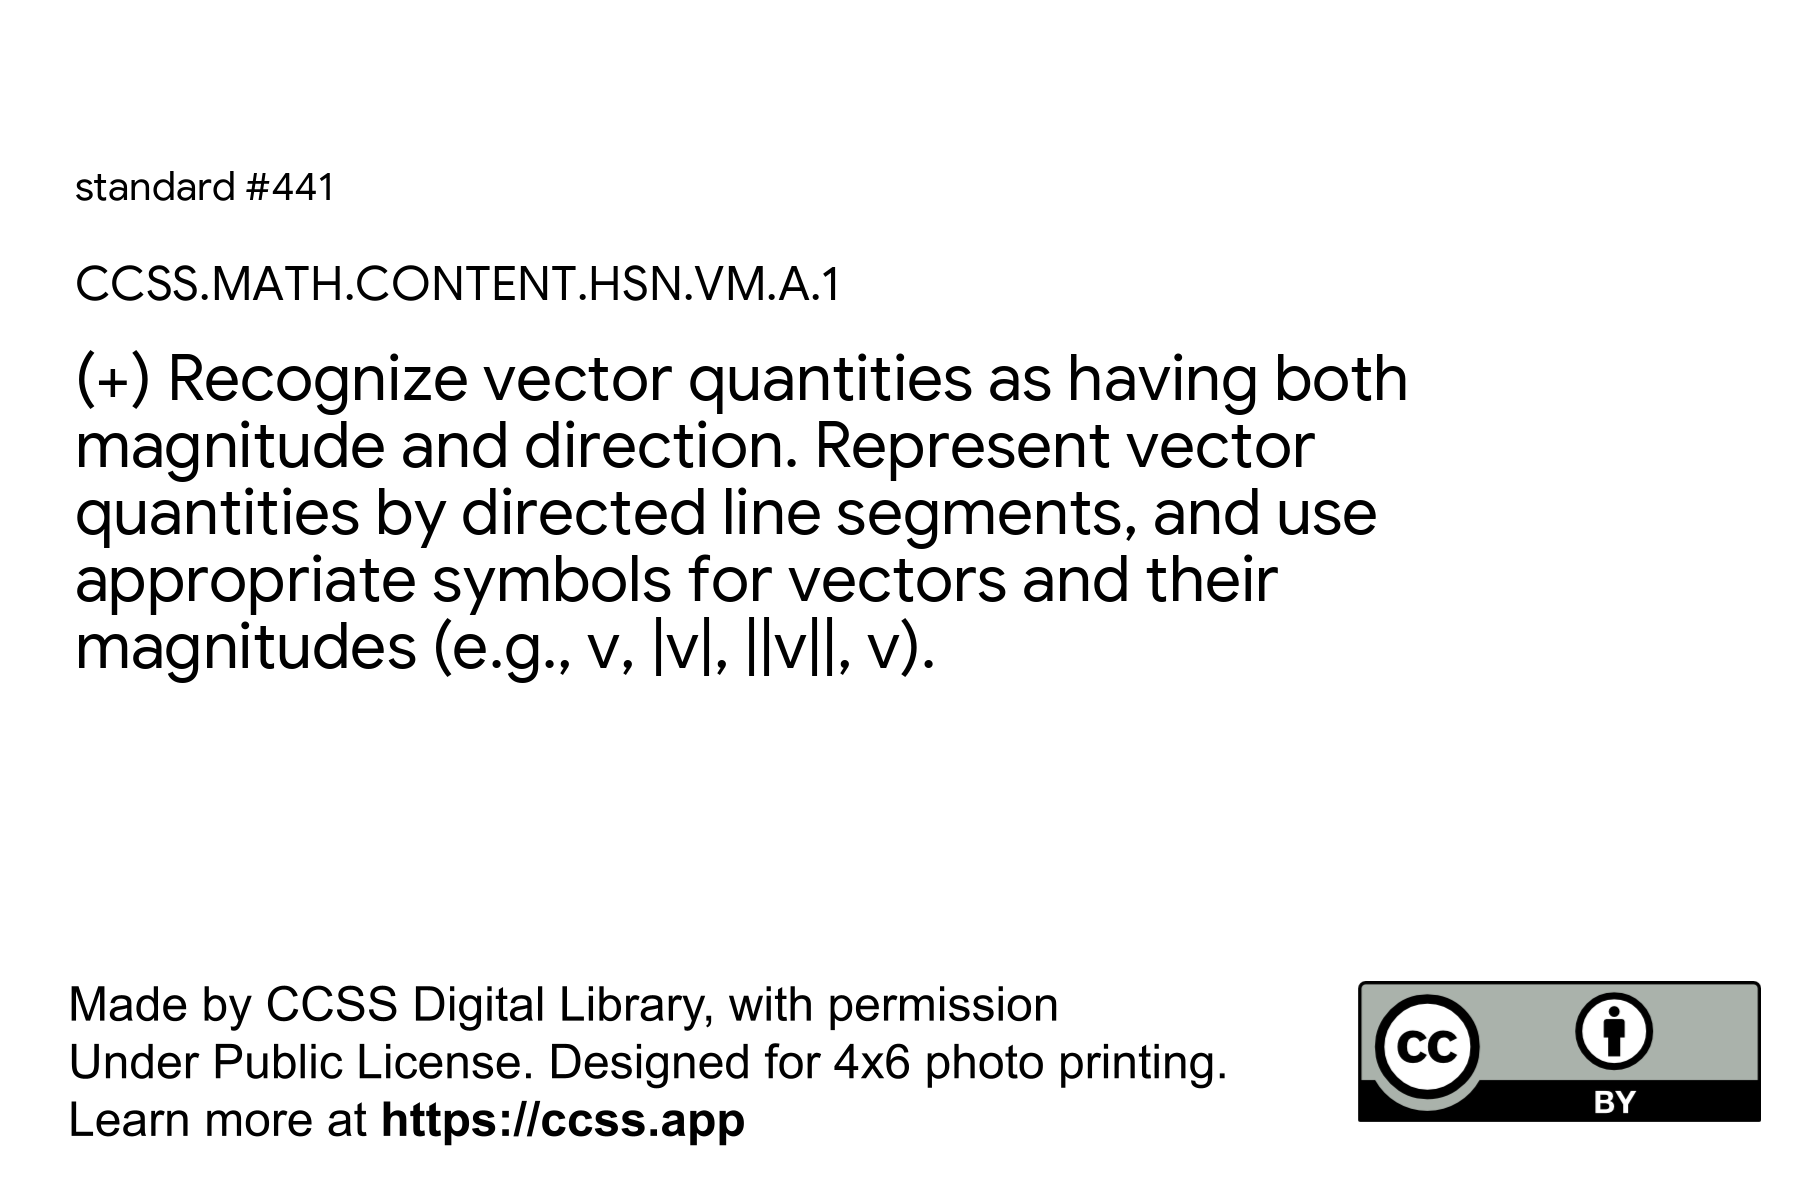 standard #441
CCSS.MATH.CONTENT.HSN.VM.A.1
(+) Recognize vector quantities as having both
magnitude and direction. Represent vector
quantities by directed line segments, and use
appropriate symbols for vectors and their
magnitudes (e.g., v, |v|, ||v||, v).
Made by CCSS Digital Library, with permission
Under Public License. Designed for 4x6 photo printing.
Learn more at https://ccss.app
cc
BY